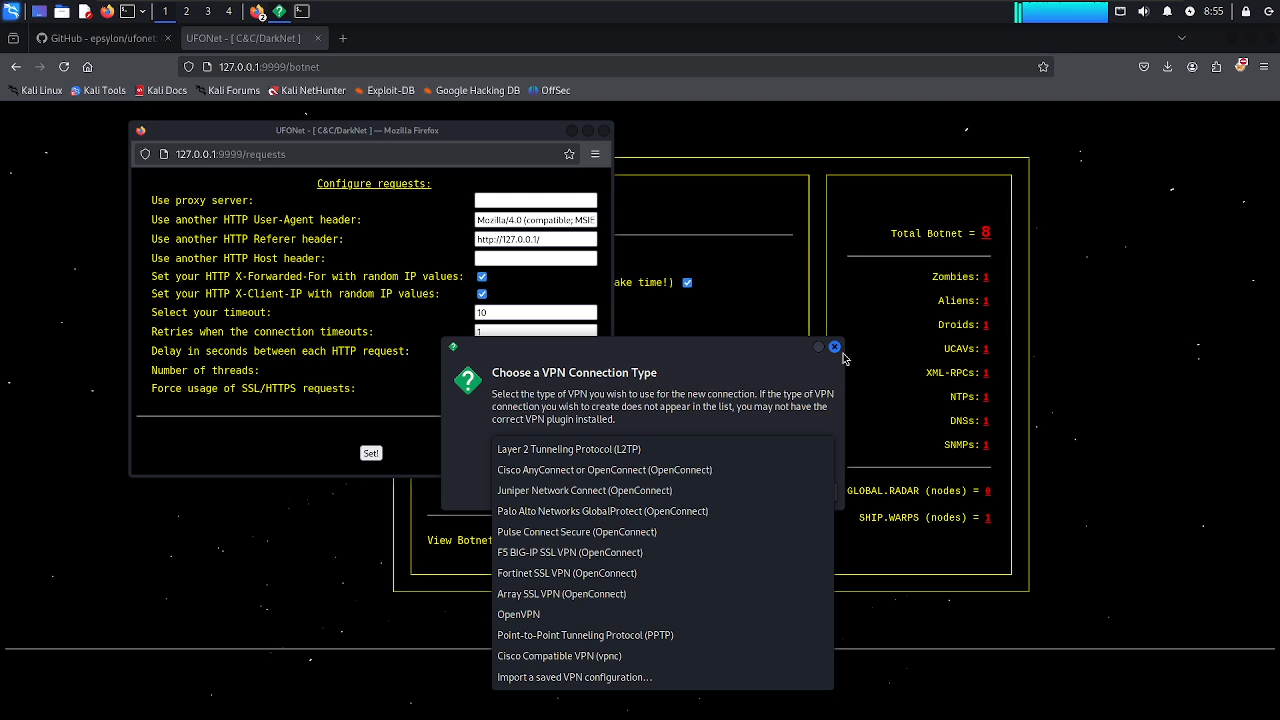 1 2 3 4 2 8:55
GitHub - epsylon/ufonet: UFONet - [ C&C/DarkNet ]
127.0.0.1:9999/botnet
Kali Linux Kali Tools Kali Docs Kali Forums Kali NetHunter Exploit-DB Google Hacking DB OffSec
UFONet - [ C&C/DarkNet ] — Mozilla Firefox
127.0.0.1:9999/requests
Configure requests:
Use proxy server:
Use another HTTP User-Agent header: Mozilla/4.0 (compatible; MSIE
Use another HTTP Referer header: http://127.0.0.1/
Use another HTTP Host header:
Set your HTTP X-Forwarded-For with random IP values:
Set your HTTP X-Client-IP with random IP values:
Select your timeout: 10
Retries when the connection timeouts: 1
Delay in seconds between each HTTP request:
Number of threads:
Force usage of SSL/HTTPS requests:
Set!
ake time!)
View Botnet
Choose a VPN Connection Type
Select the type of VPN you wish to use for the new connection. If the type of VPN
connection you wish to create does not appear in the list, you may not have the
correct VPN plugin installed.
Layer 2 Tunneling Protocol (L2TP)
Cisco AnyConnect or OpenConnect (OpenConnect)
Juniper Network Connect (OpenConnect)
Palo Alto Networks GlobalProtect (OpenConnect)
Pulse Connect Secure (OpenConnect)
F5 BIG-IP SSL VPN (OpenConnect)
Fortinet SSL VPN (OpenConnect)
Array SSL VPN (OpenConnect)
OpenVPN
Point-to-Point Tunneling Protocol (PPTP)
Cisco Compatible VPN (vpnc)
Import a saved VPN configuration...
Total Botnet = 8
Zombies: 1
Aliens: 1
Droids: 1
UCAVs: 1
XML-RPCs: 1
NTPs: 1
DNSs: 1
SNMPs: 1
GLOBAL.RADAR (nodes) = 0
SHIP.WARPS (nodes) = 1